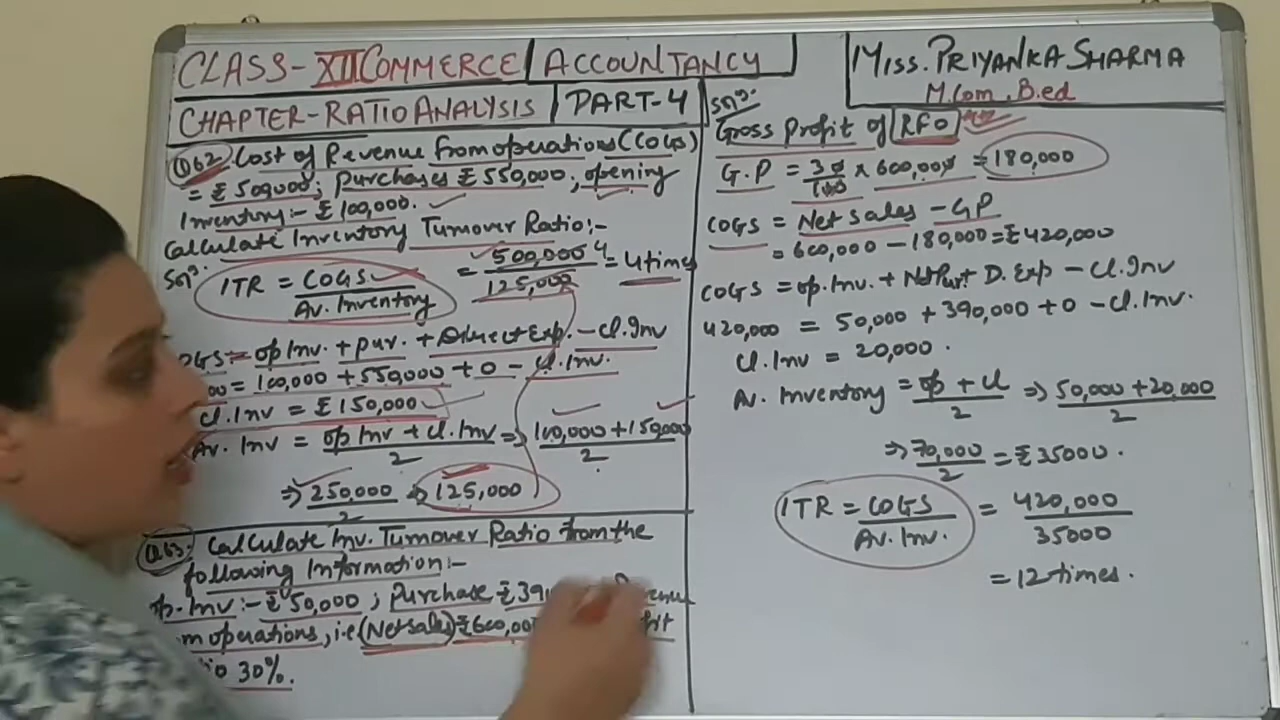 CLASS-XII COMMERCE | ACCOUNTANCY
CHAPTER-RATIO ANALYSIS | PART-4
MISS. PRIYANKA SHARMA
M.Com. B.ed
Q62. Cost of Revenue from operations (COGS)
= ₹ 500,000; Purchases ₹ 550,000, opening
Inventory:- ₹ 100,000.
Calculate Inventory Turnover Ratio:-
Solⁿ.
ITR = COGS / Av. Inventory = 500,000 / 125,000 = 4 times
COGS = op Inv. + pur. + Direct Exp. - Cl. Inv
= 100,000 + 550,000 + 0 - Cl. Inv.
Cl. Inv = ₹ 150,000
Av. Inv = op Inv + Cl. Inv / 2 ⇒ 100,000 + 150,000 / 2
⇒ 250,000 / 2 ⇒ 125,000
Q.63. Calculate Inv. Turnover Ratio from the
following Information:-
op. Inv:- ₹ 50,000; Purchase ₹ 39
operations, i.e (Net sales) ₹ 600,00
30%.
Solⁿ.
Gross Profit of RFO
G.P = 30/100 × 600,000 = 180,000
COGS = Net sales - GP
= 600,000 - 180,000 = ₹ 420,000
COGS = op. Inv. + Net Pur + D. Exp - Cl. Inv
420,000 = 50,000 + 390,000 + 0 - Cl. Inv.
Cl. Inv = 20,000.
Av. Inventory = op + Cl / 2 ⇒ 50,000 + 20,000 / 2
⇒ 70,000 / 2 = ₹ 35000.
ITR = COGS / Av. Inv. = 420,000 / 35000
= 12 times.